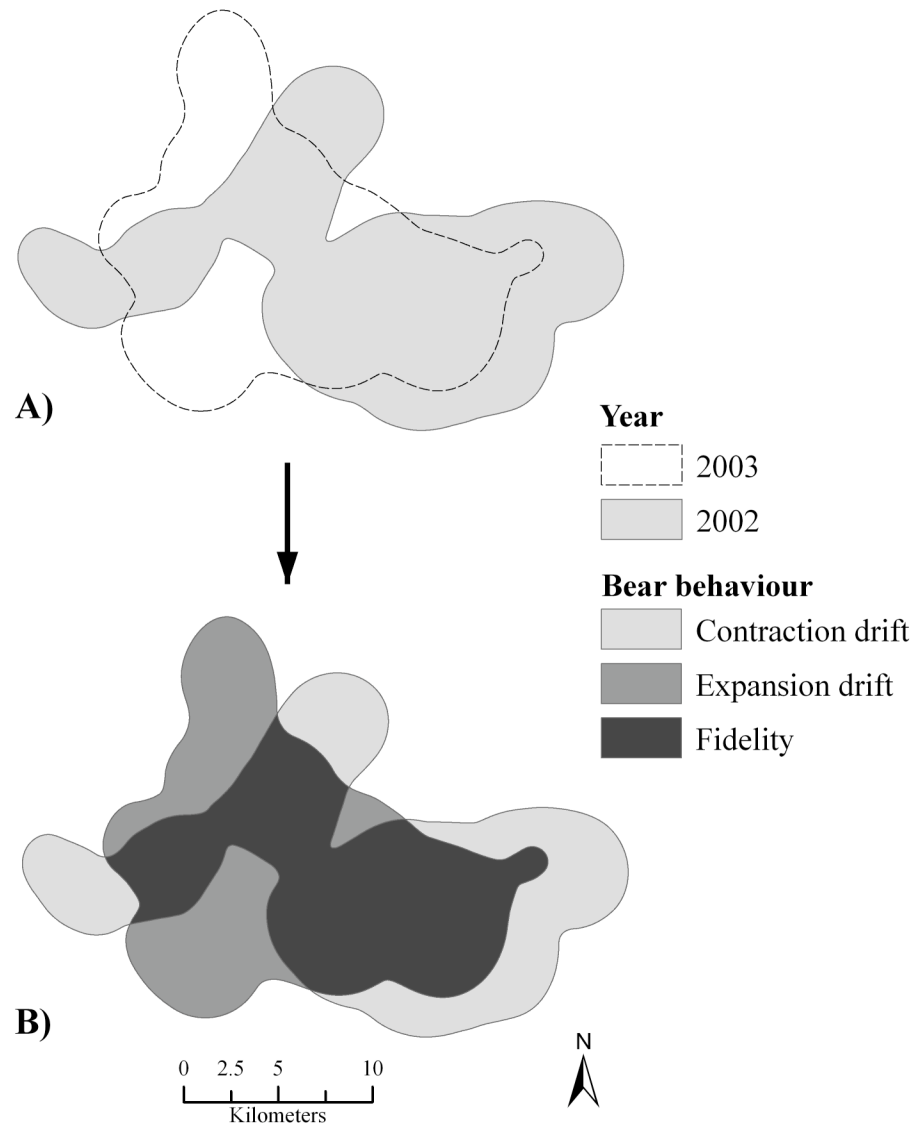 A)
Year
2003
2002
Bear behaviour
Contraction drift
Expansion drift
Fidelity
B)
N
0 2.5 5 10
Kilometers